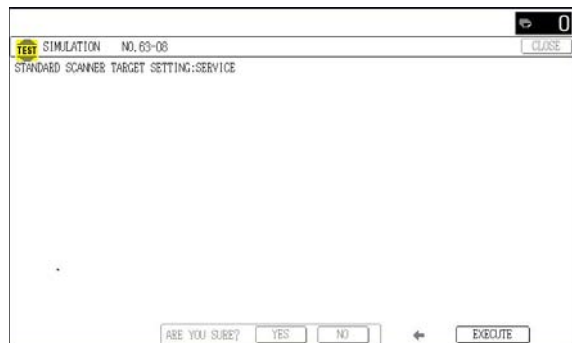 0
TEST SIMULATION NO. 63-08 CLOSE
STANDARD SCANNER TARGET SETTING:SERVICE
ARE YOU SURE? YES NO EXECUTE